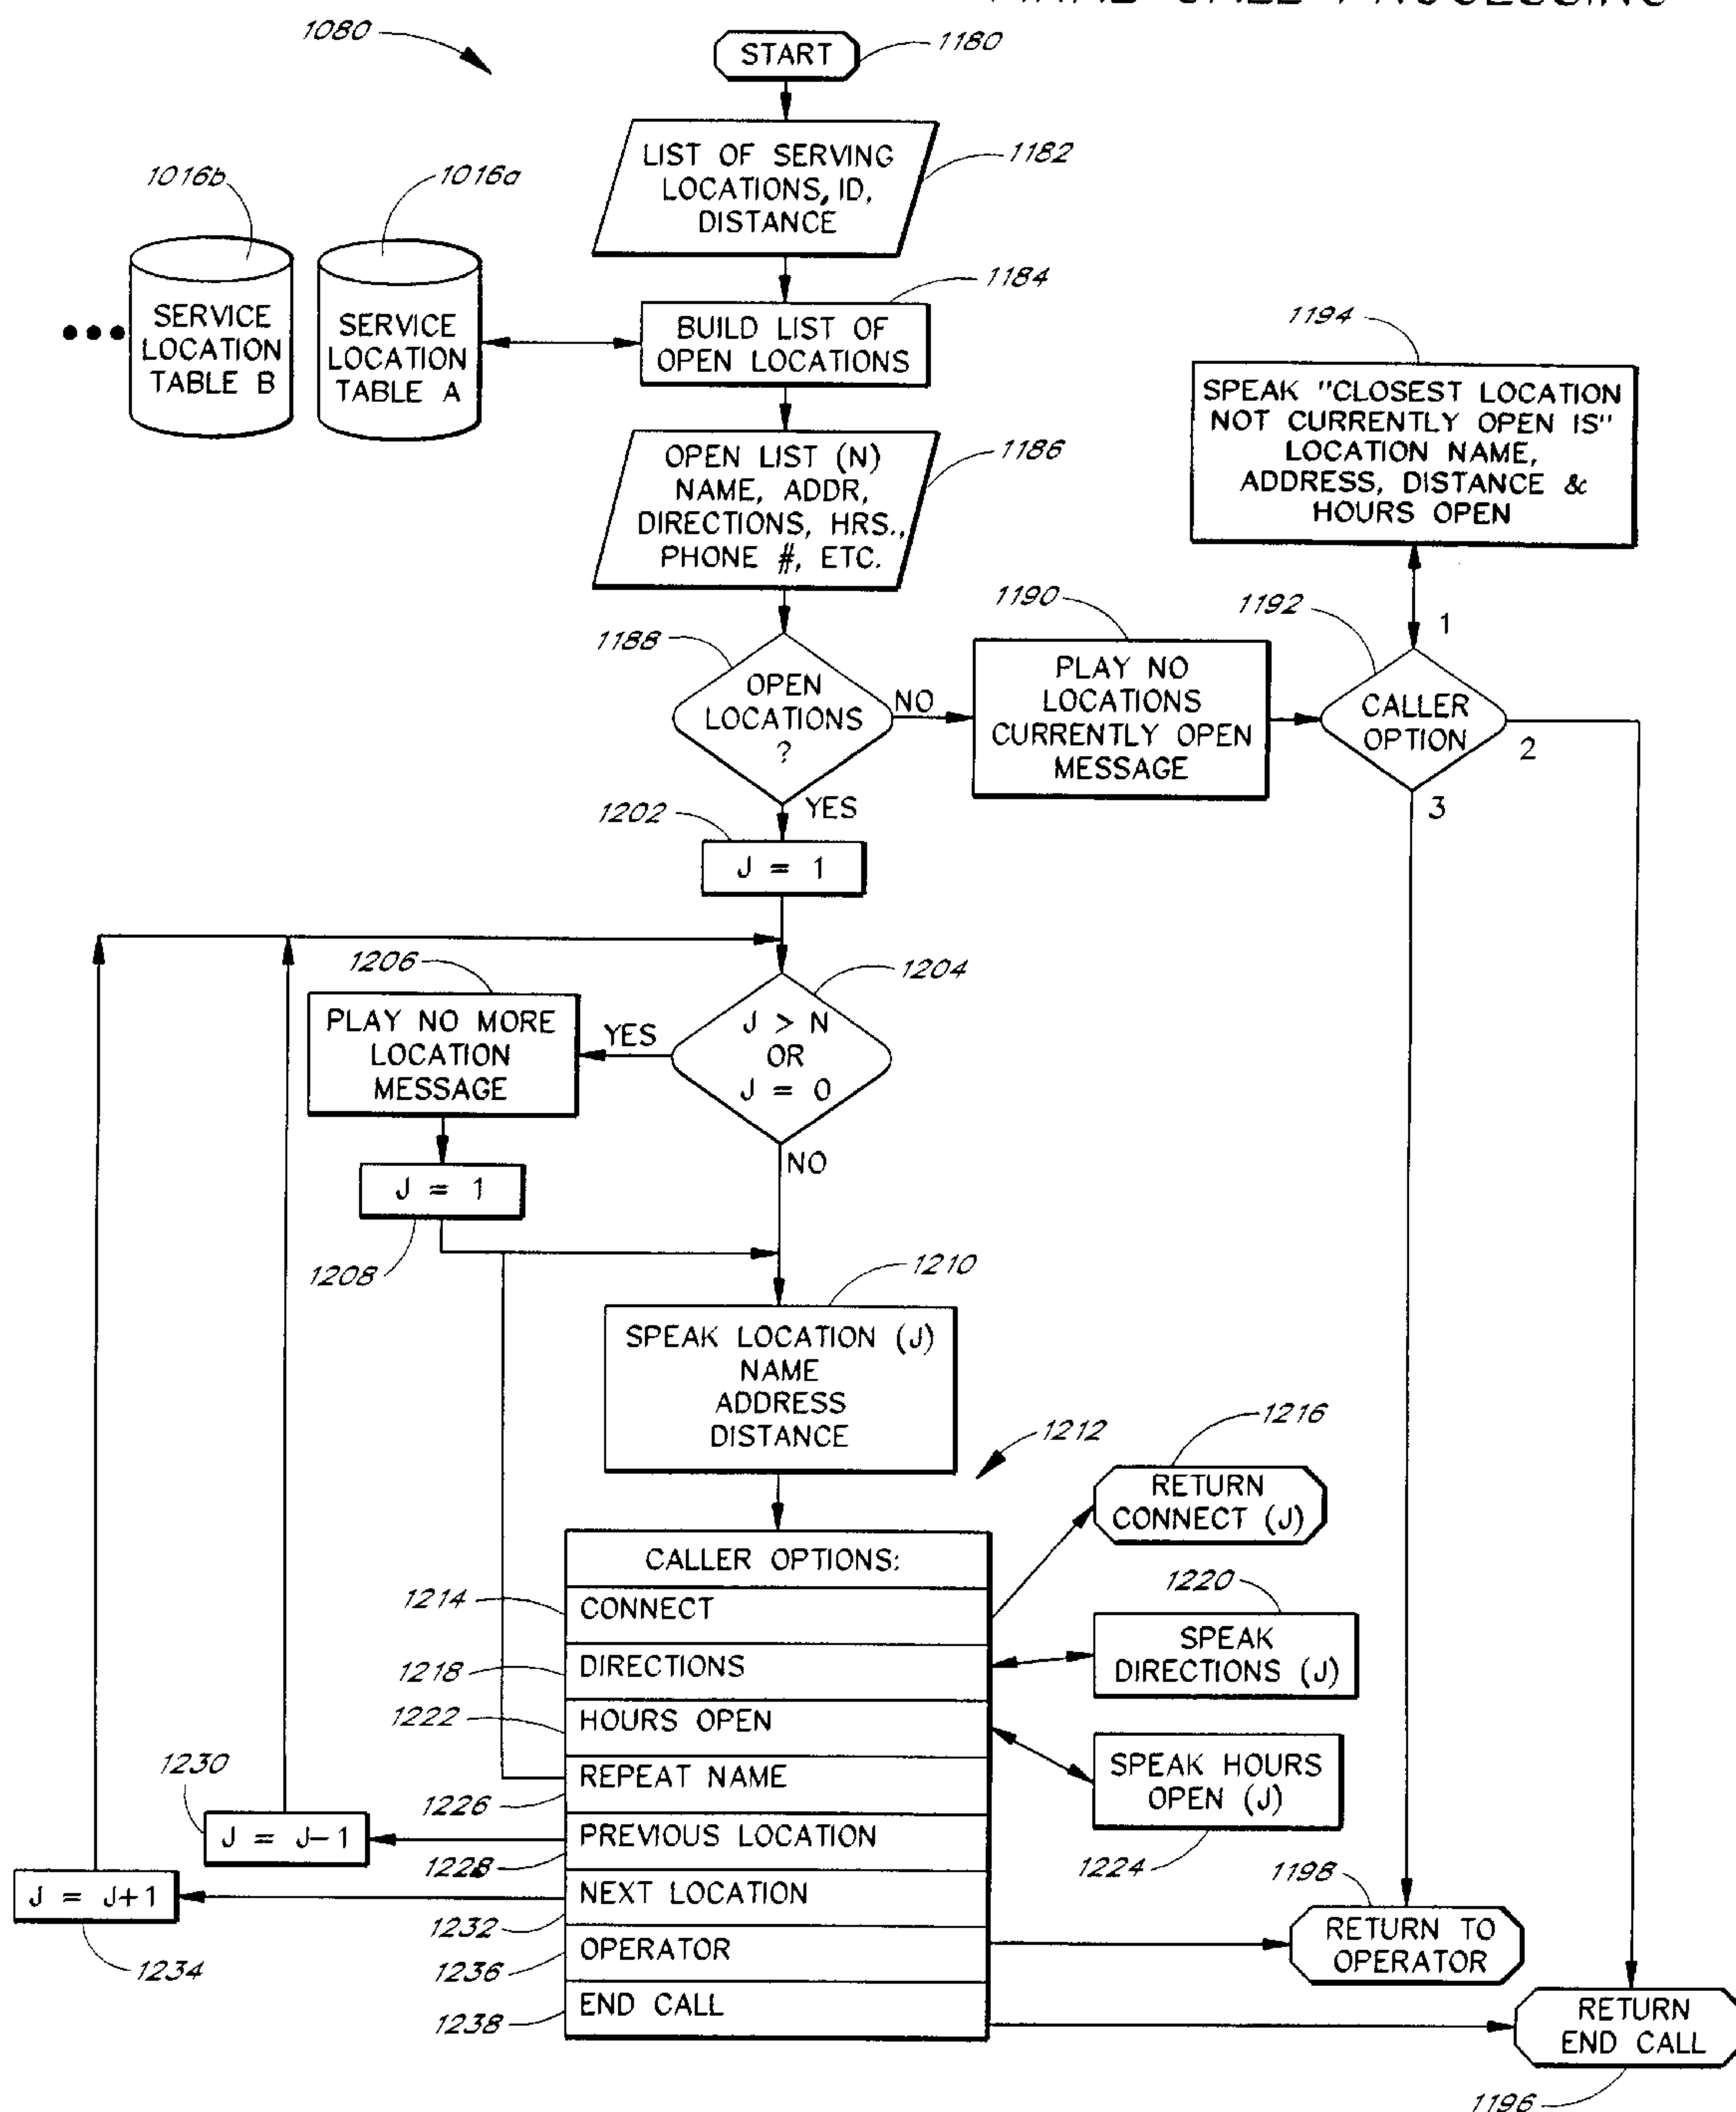 1080
START
1180
LIST OF SERVING
LOCATIONS, ID,
DISTANCE
1182
1016b
1016a
SERVICE
LOCATION
TABLE B
SERVICE
LOCATION
TABLE A
BUILD LIST OF
OPEN LOCATIONS
1184
OPEN LIST (N)
NAME, ADDR,
DIRECTIONS, HRS.,
PHONE #, ETC.
1186
1194
SPEAK "CLOSEST LOCATION
NOT CURRENTLY OPEN IS"
LOCATION NAME,
ADDRESS, DISTANCE &
HOURS OPEN
1188
OPEN
LOCATIONS
?
NO
YES
1190
PLAY NO
LOCATIONS
CURRENTLY OPEN
MESSAGE
1192
CALLER
OPTION
1
2
3
1202
J = 1
1204
J > N
OR
J = 0
YES
NO
1206
PLAY NO MORE
LOCATION
MESSAGE
J = 1
1208
1210
SPEAK LOCATION (J)
NAME
ADDRESS
DISTANCE
1212
1216
RETURN
CONNECT (J)
CALLER OPTIONS:
1214
CONNECT
1218
DIRECTIONS
1220
SPEAK
DIRECTIONS (J)
1222
HOURS OPEN
SPEAK HOURS
OPEN (J)
1224
REPEAT NAME
1226
1230
J = J-1
PREVIOUS LOCATION
1228
J = J+1
1234
NEXT LOCATION
1232
OPERATOR
1236
1198
RETURN TO
OPERATOR
END CALL
1238
RETURN
END CALL
1196